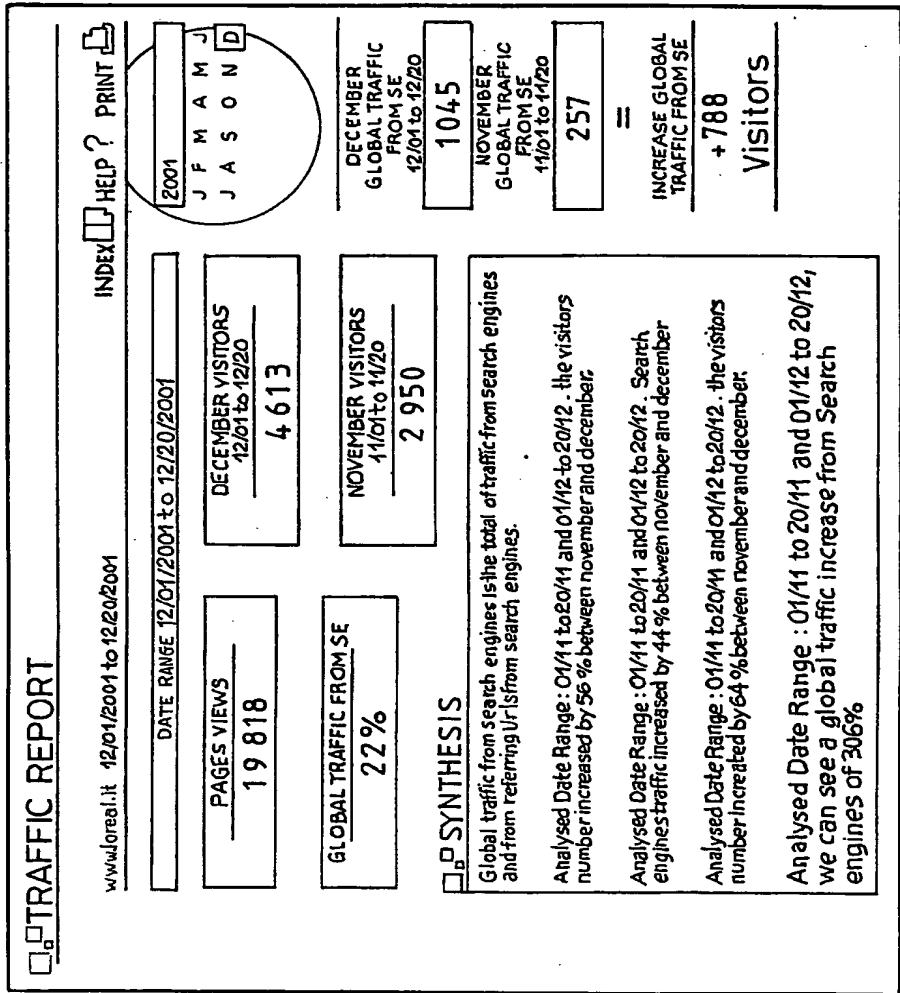 TRAFFIC REPORT
www.loreal.it 12/01/2001 to 12/20/2001
INDEX HELP ? PRINT
DATE RANGE 12/01/2001 to 12/20/2001
2001
J F M A M J
J A S O N D
PAGES VIEWS
19 818
DECEMBER VISITORS
12/01 to 12/20
4 613
GLOBAL TRAFFIC FROM SE
22%
NOVEMBER VISITORS
11/01 to 11/20
2 950
DECEMBER
GLOBAL TRAFFIC
FROM SE
12/01 to 12/20
1045
NOVEMBER
GLOBAL TRAFFIC
FROM SE
11/01 to 11/20
257
=
INCREASE GLOBAL
TRAFFIC FROM SE
+788
Visitors
SYNTHESIS
Global traffic from search engines is the total of traffic from search engines
and from referring Urls from search engines.
Analysed Date Range : 01/11 to 20/11 and 01/12 to 20/12 . the visitors
number increased by 56 % between november and december.
Analysed Date Range : 01/11 to 20/11 and 01/12 to 20/12 . Search
engines traffic increased by 44 % between november and december
Analysed Date Range : 01/11 to 20/11 and 01/12 to 20/12 . the visitors
number increated by 64 % between november and december.
Analysed Date Range : 01/11 to 20/11 and 01/12 to 20/12,
we can see a global traffic increase from Search
engines of 306%